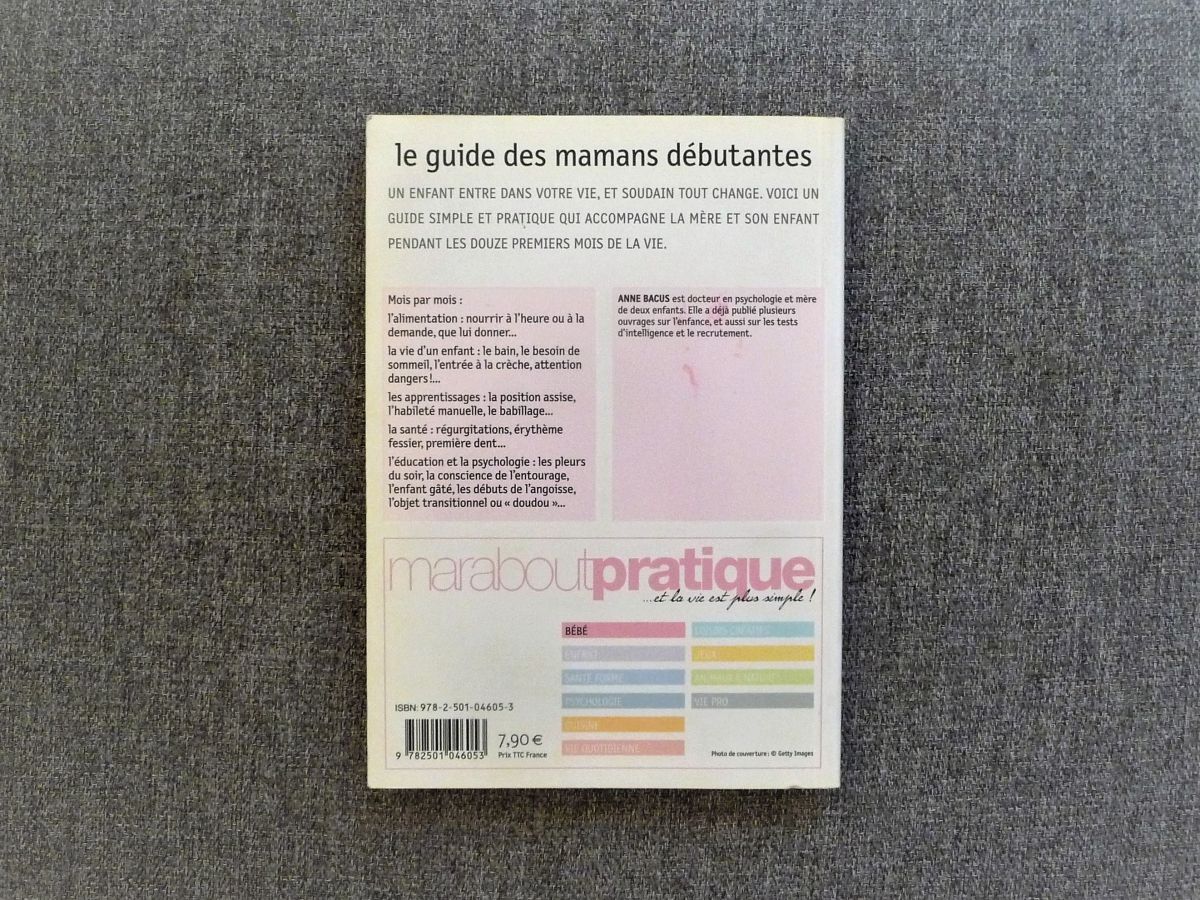 le guide des mamans débutantes
UN ENFANT ENTRE DANS VOTRE VIE, ET SOUDAIN TOUT CHANGE. VOICI UN
GUIDE SIMPLE ET PRATIQUE QUI ACCOMPAGNE LA MÈRE ET SON ENFANT
PENDANT LES DOUZE PREMIERS MOIS DE LA VIE.
Mois par mois :
l'alimentation : nourrir à l'heure ou à la
demande, que lui donner...
la vie d'un enfant : le bain, le besoin de
sommeil, l'entrée à la crèche, attention
dangers !...
les apprentissages : la position assise,
l'habileté manuelle, le babillage...
la santé : régurgitations, érythème
fessier, première dent...
l'éducation et la psychologie : les pleurs
du soir, la conscience de l'entourage,
l'enfant gâté, les débuts de l'angoisse,
l'objet transitionnel ou « doudou »...
ANNE BACUS est docteur en psychologie et mère
de deux enfants. Elle a déjà publié plusieurs
ouvrages sur l'enfance, et aussi sur les tests
d'intelligence et le recrutement.
maraboutpratique
...et la vie est plus simple !
BÉBÉ
ENFANT
SANTÉ FORME
PSYCHOLOGIE
CUISINE
VIE QUOTIDIENNE
LOISIRS CRÉATIFS
JEUX
ANIMAUX & NATURE
VIE PRO
ISBN: 978-2-501-04605-3
9 782501 046053
7,90 €
Prix TTC France
Photo de couverture : © Getty Images